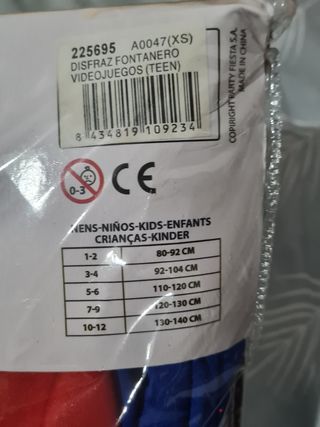 225695 A0047(XS)
DISFRAZ FONTANERO
VIDEOJUEGOS (TEEN)
8 434819 109234
COPIRIGHT PARTY FIESTA S.A.
MADE IN CHINA
0-3 CE
NENS-NIÑOS-KIDS-ENFANTS
CRIANÇAS-KINDER
1-2 80-92 CM
3-4 92-104 CM
5-6 110-120 CM
7-9 120-130 CM
10-12 130-140 CM